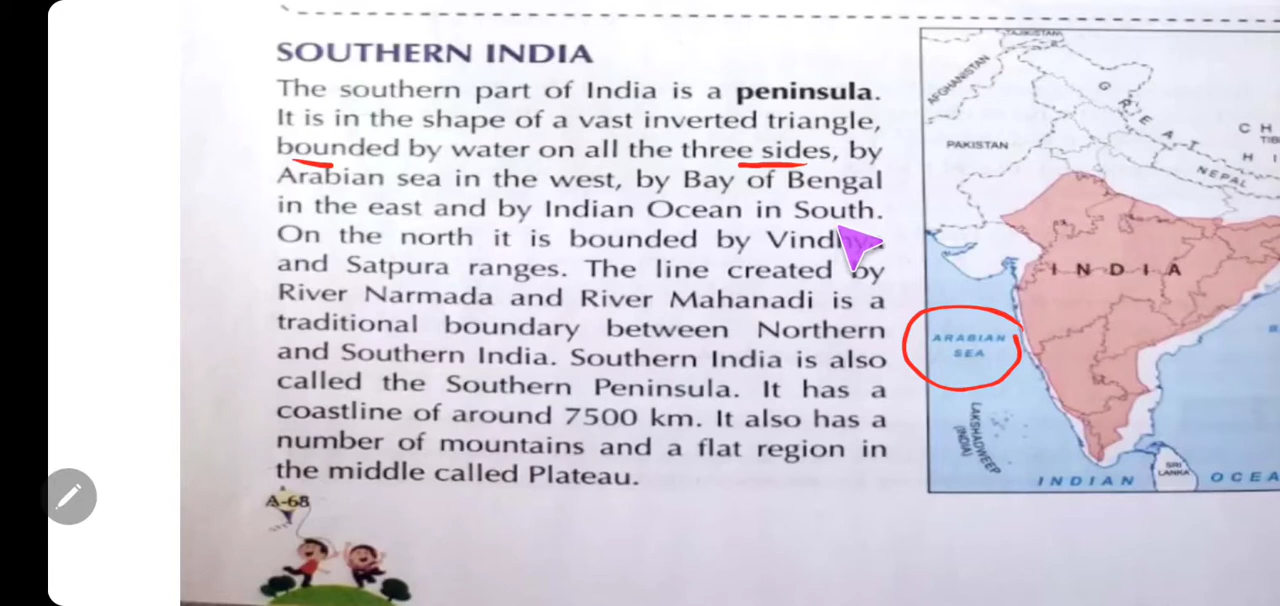 SOUTHERN INDIA
The southern part of India is a peninsula.
It is in the shape of a vast inverted triangle,
bounded by water on all the three sides, by
Arabian sea in the west, by Bay of Bengal
in the east and by Indian Ocean in South.
On the north it is bounded by
and Satpura ranges. The line created by
River Narmada and River Mahanadi is a
traditional boundary between Northern
and Southern India. Southern India is also
called the Southern Peninsula. It has a
coastline of around 7500 km. It also has a
number of mountains and a flat region in
the middle called Plateau.
A-68
TAJIKISTAN
AFGHANISTAN
GREAT
C H
TIB
H I
PAKISTAN
NEPAL
INDIA
ARABIAN
SEA
LAKSHADWEEP
(INDIA)
SRI
LANKA
INDIAN OCEA